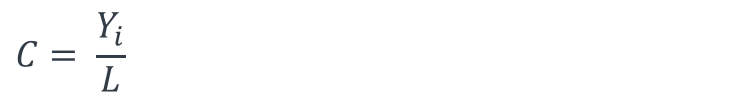 C = Y_i / L